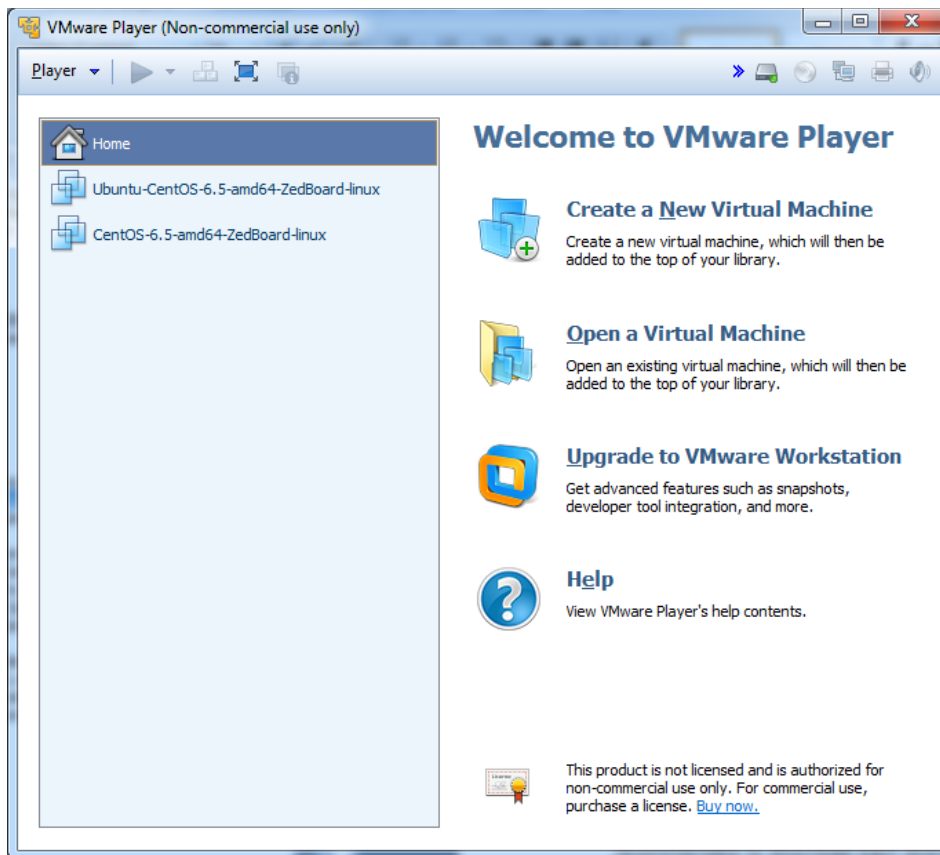 VMware Player (Non-commercial use only)
Player
Home
Ubuntu-CentOS-6.5-amd64-ZedBoard-linux
CentOS-6.5-amd64-ZedBoard-linux
Welcome to VMware Player
Create a New Virtual Machine
Create a new virtual machine, which will then be
added to the top of your library.
Open a Virtual Machine
Open an existing virtual machine, which will then be
added to the top of your library.
Upgrade to VMware Workstation
Get advanced features such as snapshots,
developer tool integration, and more.
Help
View VMware Player's help contents.
This product is not licensed and is authorized for
non-commercial use only. For commercial use,
purchase a license. Buy now.